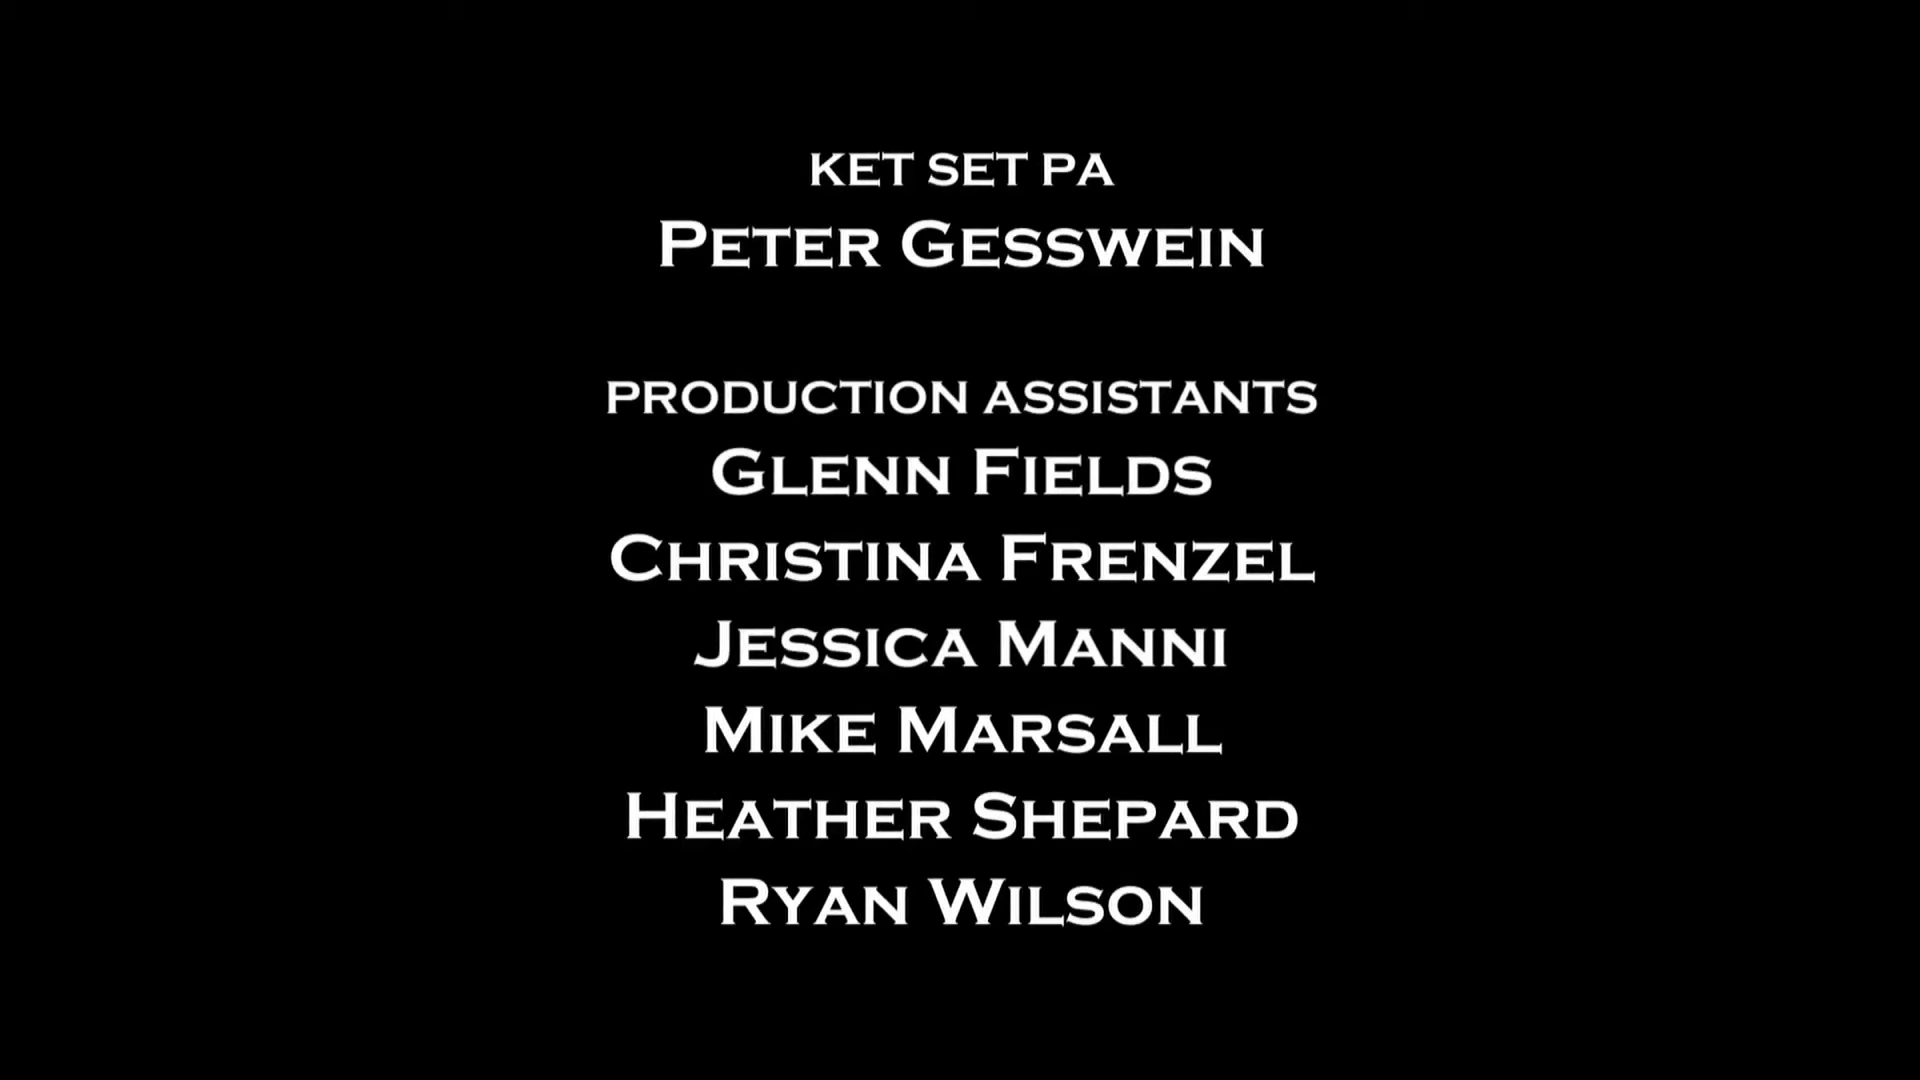 KET SET PA
PETER GESSWEIN
PRODUCTION ASSISTANTS
GLENN FIELDS
CHRISTINA FRENZEL
JESSICA MANNI
MIKE MARSALL
HEATHER SHEPARD
RYAN WILSON